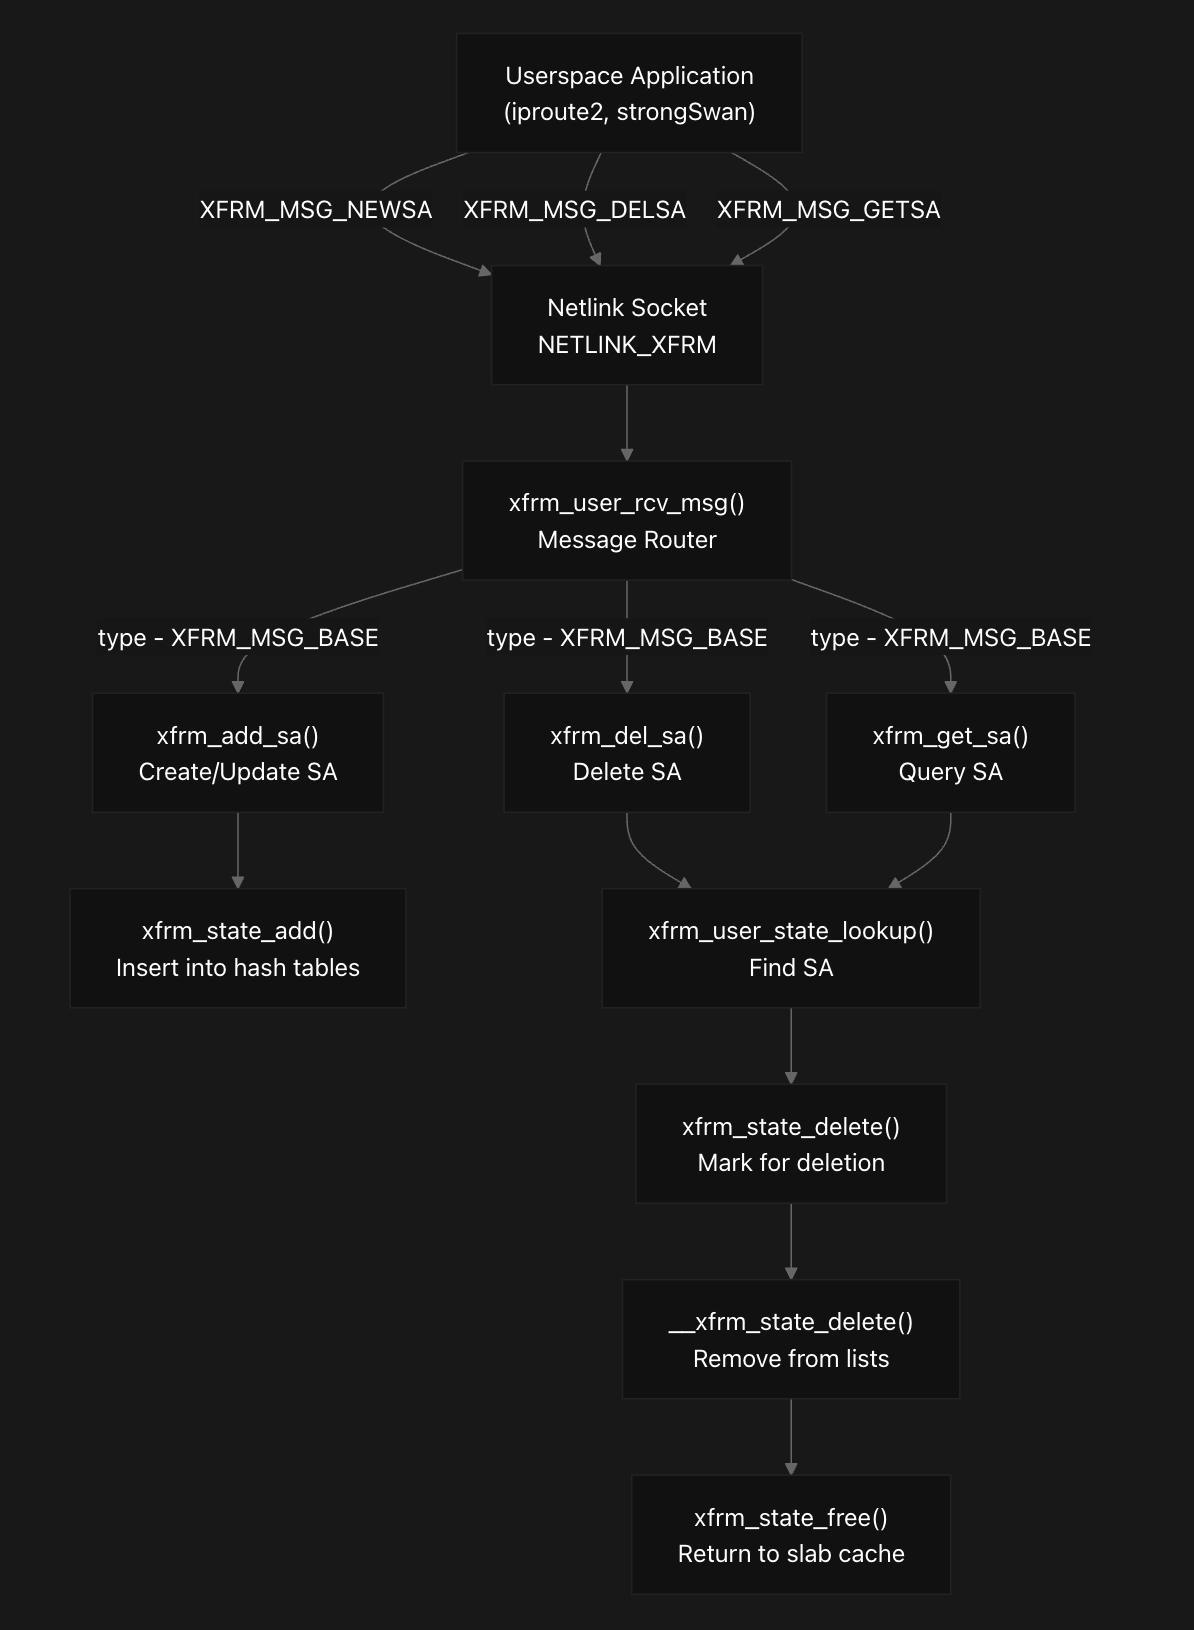 Userspace Application
(iproute2, strongSwan)
XFRM_MSG_NEWSA
XFRM_MSG_DELSA
XFRM_MSG_GETSA
Netlink Socket
NETLINK_XFRM
xfrm_user_rcv_msg()
Message Router
type - XFRM_MSG_BASE
type - XFRM_MSG_BASE
type - XFRM_MSG_BASE
xfrm_add_sa()
Create/Update SA
xfrm_del_sa()
Delete SA
xfrm_get_sa()
Query SA
xfrm_state_add()
Insert into hash tables
xfrm_user_state_lookup()
Find SA
xfrm_state_delete()
Mark for deletion
__xfrm_state_delete()
Remove from lists
xfrm_state_free()
Return to slab cache